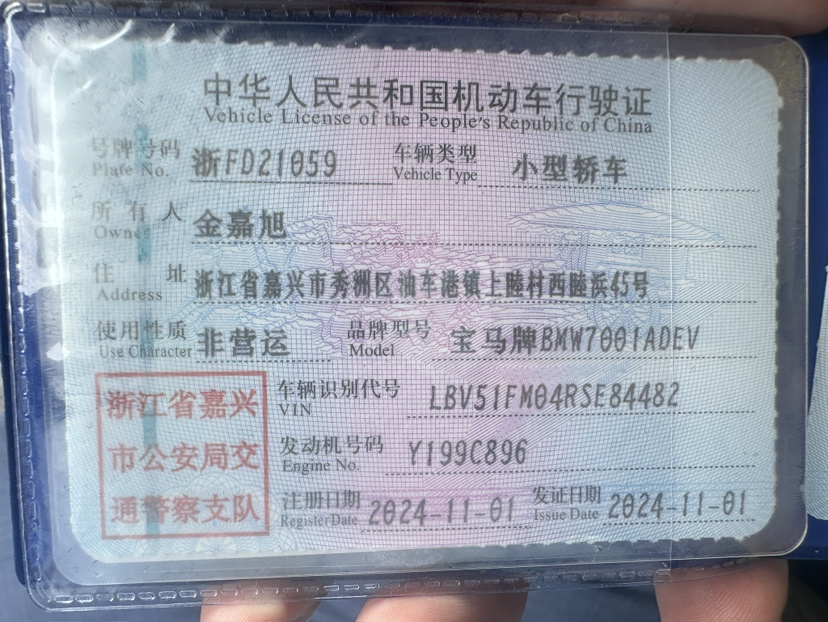 中华人民共和国机动车行驶证
Vehicle License of the People's Republic of China
号牌号码 浙FD21059 车辆类型 小型轿车
Plate No. Vehicle Type
所有人 金嘉旭
Owner
住址 浙江省嘉兴市秀洲区油车港镇上睦村西睦浜45号
Address
使用性质 非营运 品牌型号 宝马牌BMW7001ADEV
Use Character Model
浙江省嘉兴
市公安局交
通警察支队
车辆识别代号 LBV51FM04RSE84482
VIN
发动机号码 Y199C896
Engine No.
注册日期 2024-11-01 发证日期 2024-11-01
Register Date Issue Date